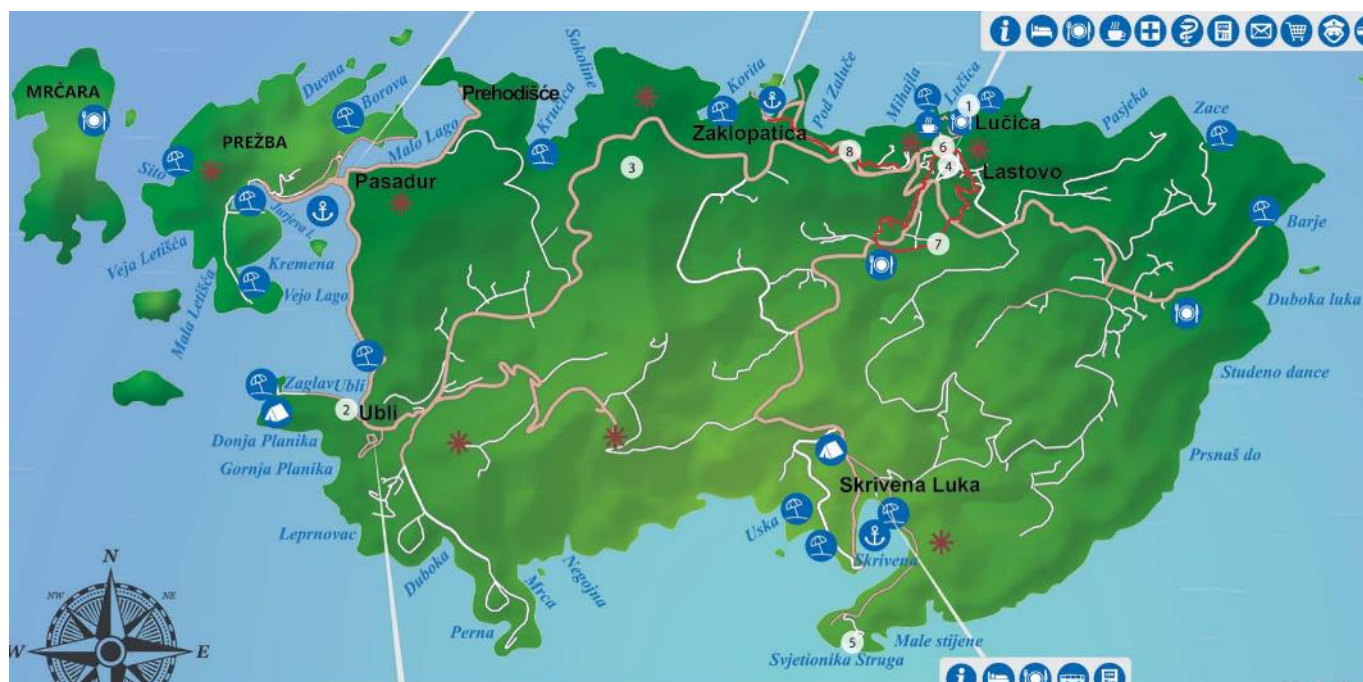 MRČARA
PREŽBA
Duvna
Borova
Sito
Jurjeva l.
Veja Letišća
Mala Letišća
Kremena
Vejo Lago
Malo Lago
Prehodišće
Pasadur
Krućica
Sokoline
Korita
Zaklopatica
Pod Zaluče
Mihajla
Lučica
1
Lučica
6
4
Lastovo
8
3
7
Pasjeka
Zace
Barje
Duboka luka
Studeno dance
Prsnaš do
Zaglav
Ubli
2
Ubli
Donja Planika
Gornja Planika
Leprnovac
Duboka
Perna
Mrca
Negojna
Uska
Skrivena Luka
Skrivena
5
Male stijene
Svjetionika Struga
N
NW
NE
W
E